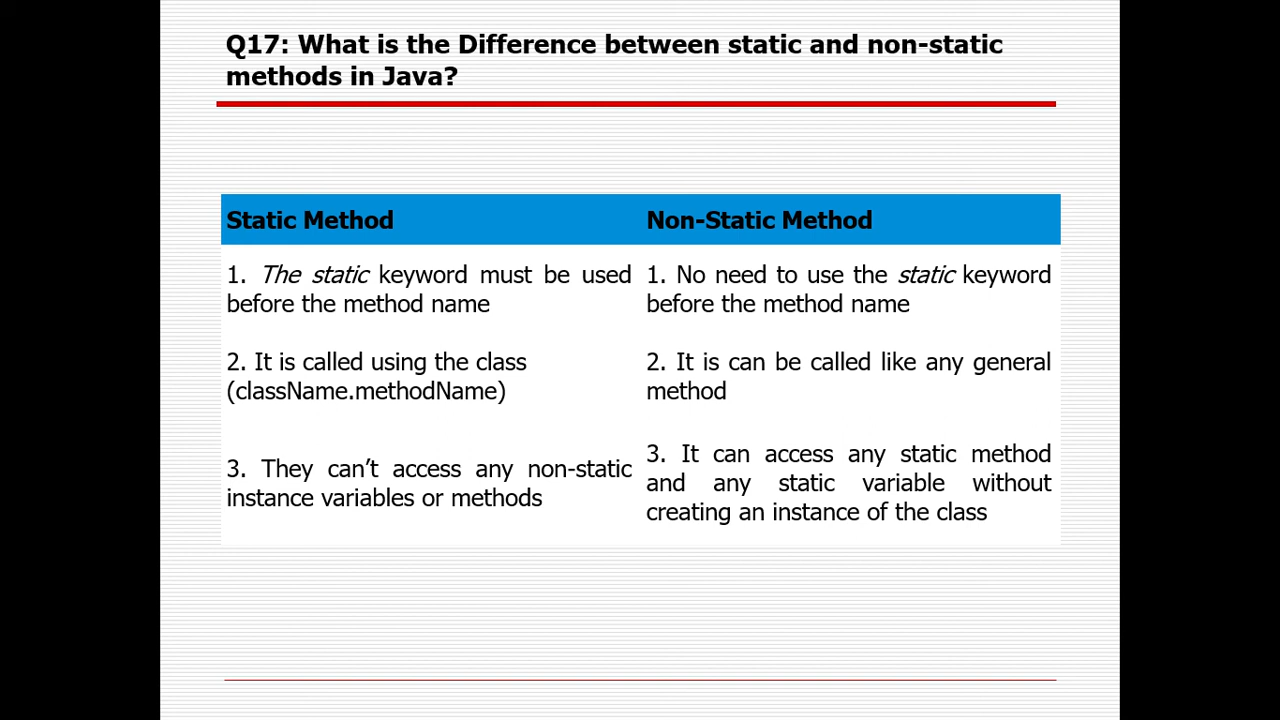 Q17: What is the Difference between static and non-static
methods in Java?
Static Method
Non-Static Method
1. The static keyword must be used
before the method name
1. No need to use the static keyword
before the method name
2. It is called using the class
(className.methodName)
2. It is can be called like any general
method
3. They can’t access any non-static
instance variables or methods
3. It can access any static method
and any static variable without
creating an instance of the class